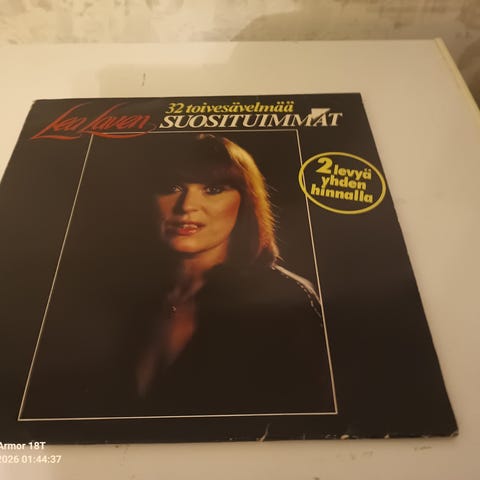 32 toivesävelmää
Lea Laven
SUOSITUIMMAT
2 levyä
yhden
hinnalla
Armor 18T
2026 01:44:37